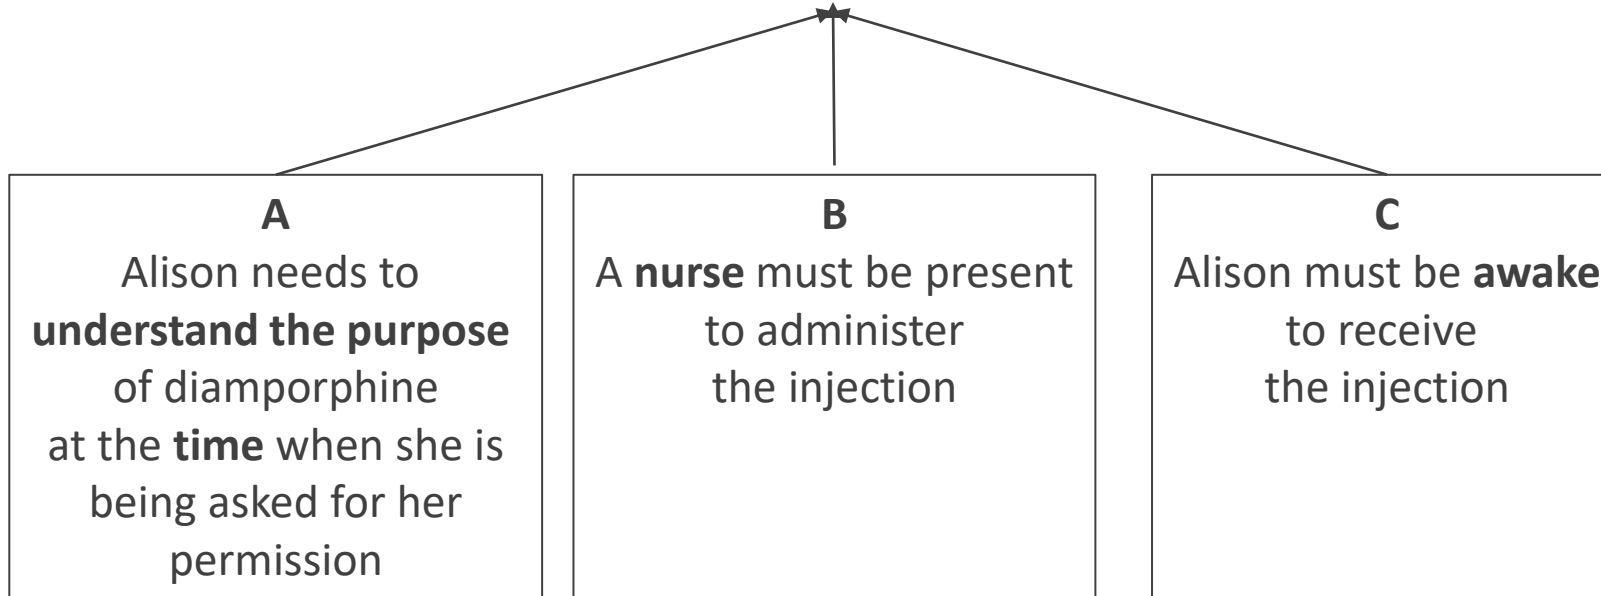 A
Alison needs to
understand the purpose
of diamporphine
at the time when she is
being asked for her
permission
B
A nurse must be present
to administer
the injection
C
Alison must be awake
to receive
the injection